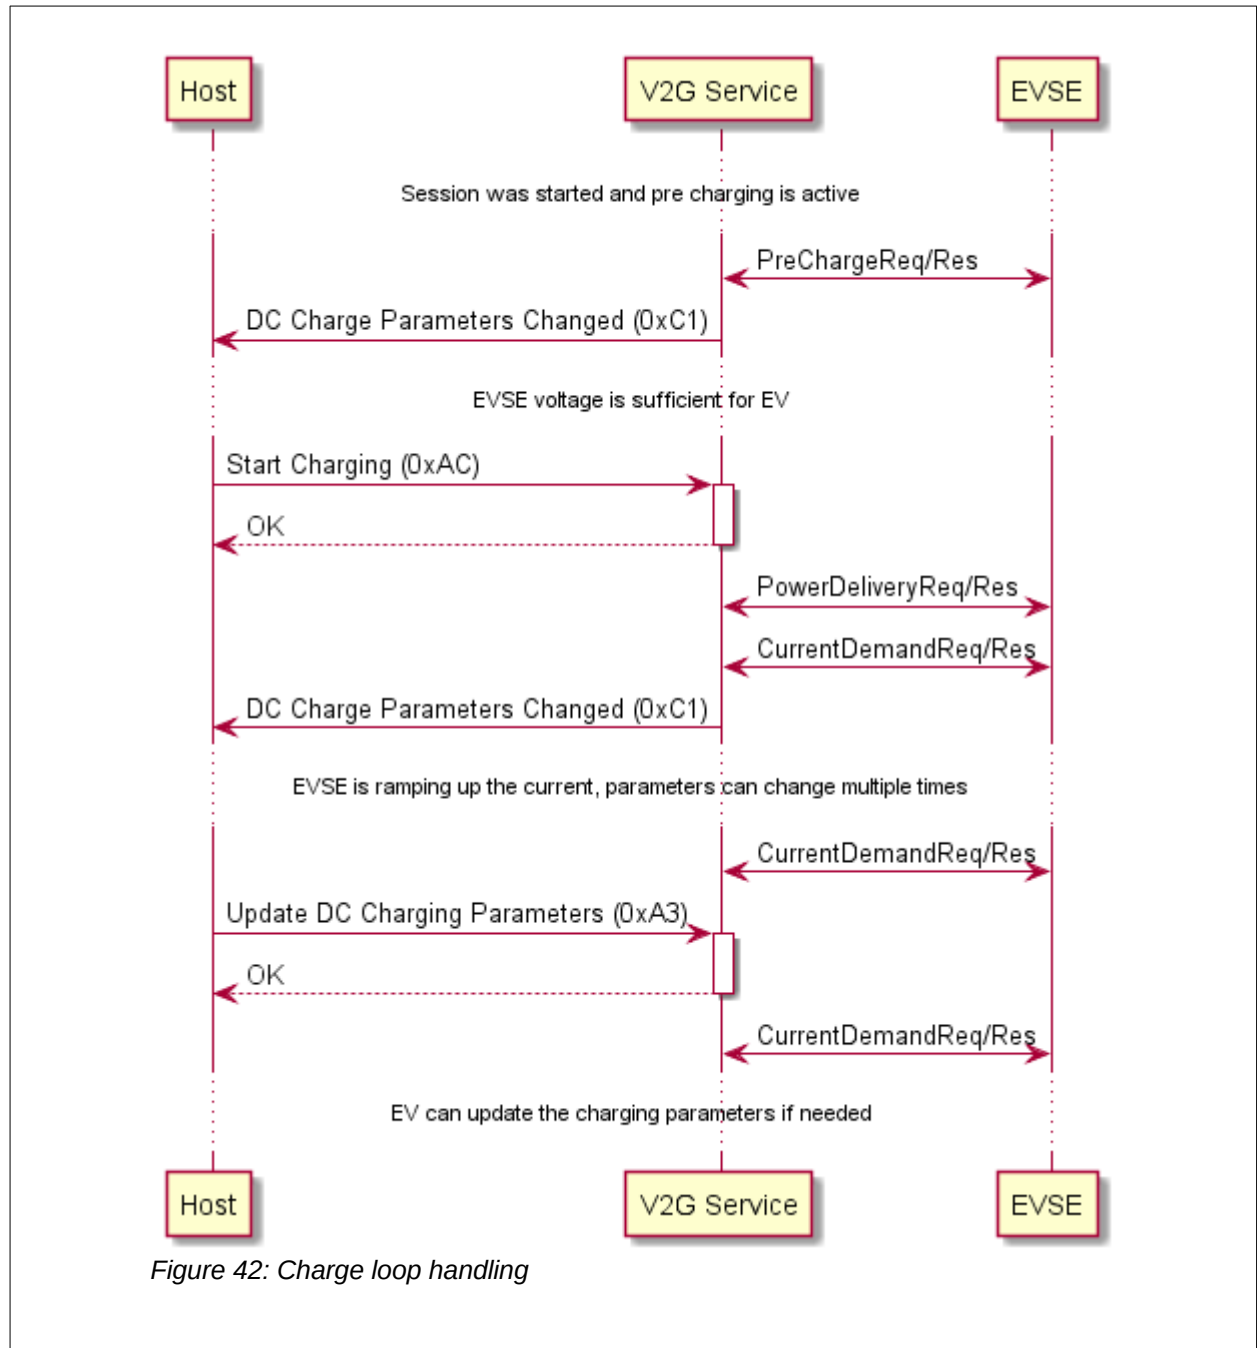 Host
V2G Service
EVSE
Session was started and pre charging is active
PreChargeReq/Res
DC Charge Parameters Changed (0xC1)
EVSE voltage is sufficient for EV
Start Charging (0xAC)
OK
PowerDeliveryReq/Res
CurrentDemandReq/Res
DC Charge Parameters Changed (0xC1)
EVSE is ramping up the current, parameters can change multiple times
CurrentDemandReq/Res
Update DC Charging Parameters (0xA3)
OK
CurrentDemandReq/Res
EV can update the charging parameters if needed
Host
V2G Service
EVSE
Figure 42: Charge loop handling